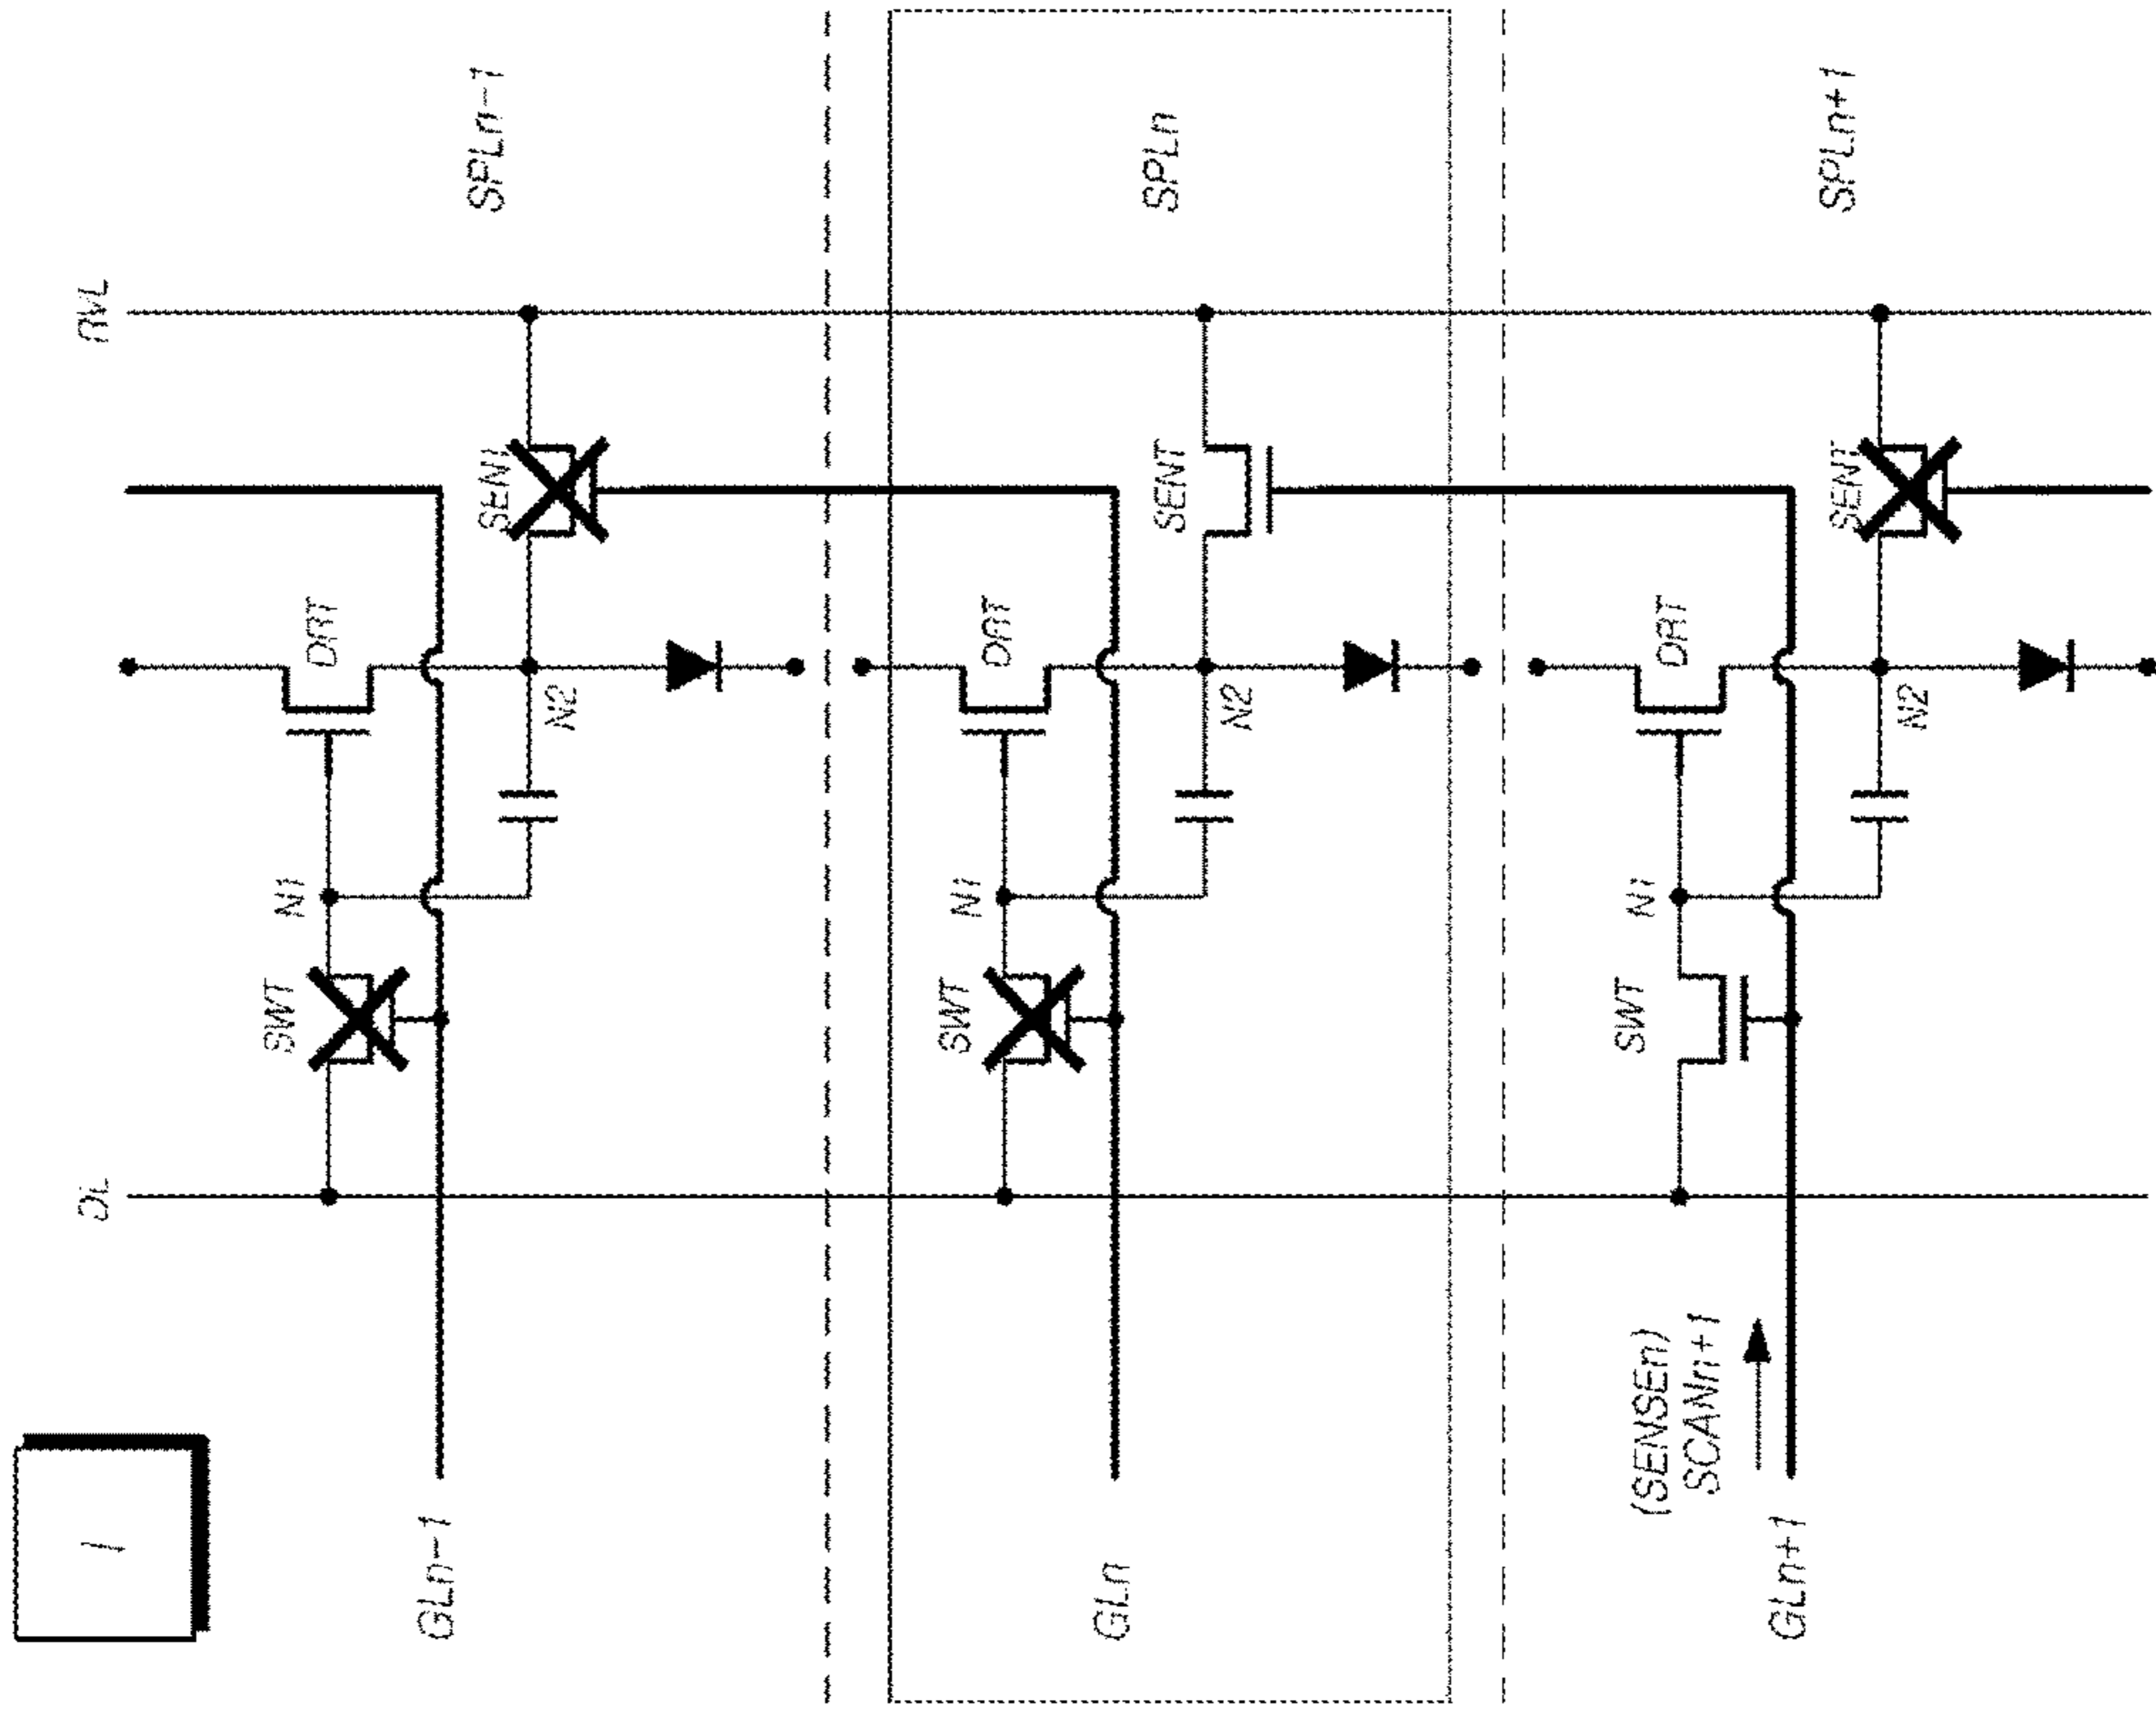 I
DL
RVL
SWT
N1
DRT
GLn-1
SENT
SPLn-1
N2
SWT
N1
DRT
GLn
SENT
SPLn
N2
(SENSEn)
SCANn+1
SWT
N1
DRT
GLn+1
SENT
SPLn+1
N2